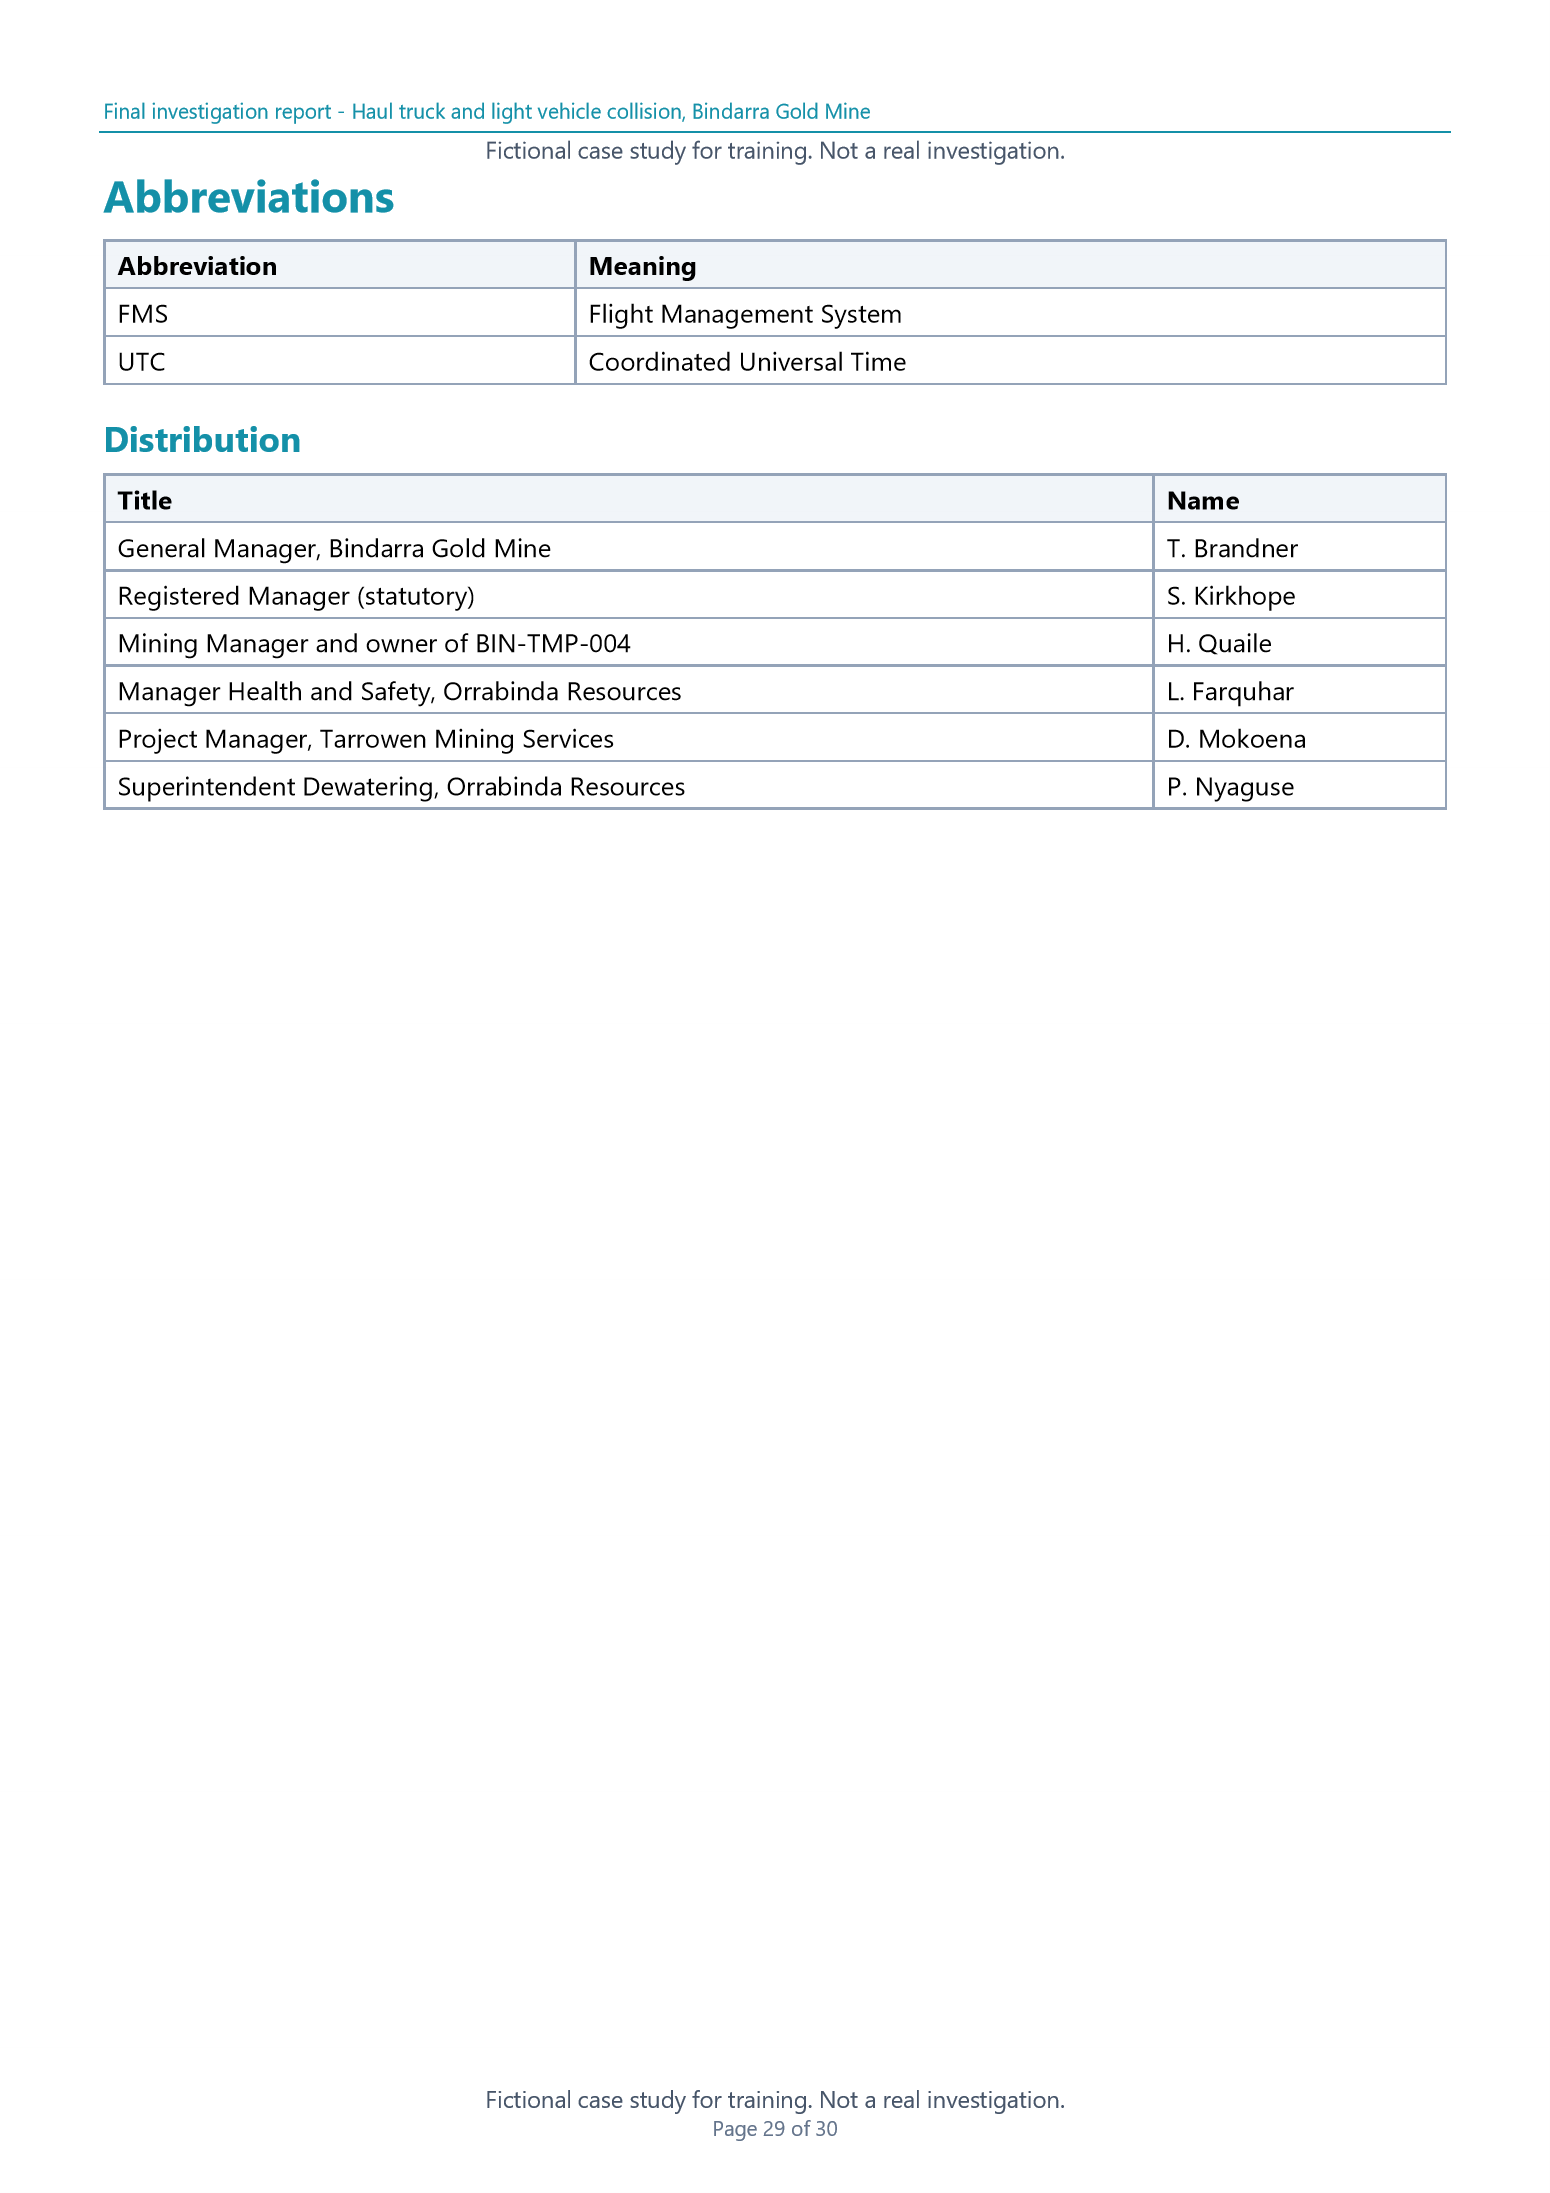 Final investigation report - Haul truck and light vehicle collision, Bindarra Gold Mine
Fictional case study for training. Not a real investigation.
Abbreviations
Abbreviation Meaning
FMS Flight Management System
UTC Coordinated Universal Time
Distribution
Title Name
General Manager, Bindarra Gold Mine T. Brandner
Registered Manager (statutory) S. Kirkhope
Mining Manager and owner of BIN-TMP-004 H. Quaile
Manager Health and Safety, Orrabinda Resources L. Farquhar
Project Manager, Tarrowen Mining Services D. Mokoena
Superintendent Dewatering, Orrabinda Resources P. Nyaguse
Fictional case study for training. Not a real investigation.
Page 29 of 30